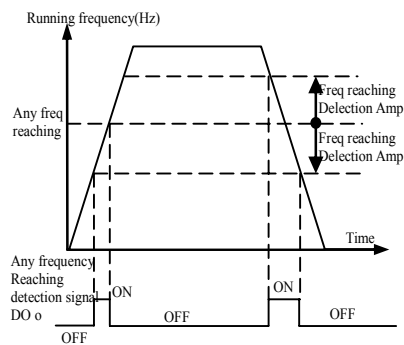 Running frequency(Hz)
Freq reaching
Delection Amp
Any freq
reaching
Freq reaching
Delection Amp
Time
Any frequency
Reaching
detection signal
DO o
ON
OFF
ON
OFF
OFF